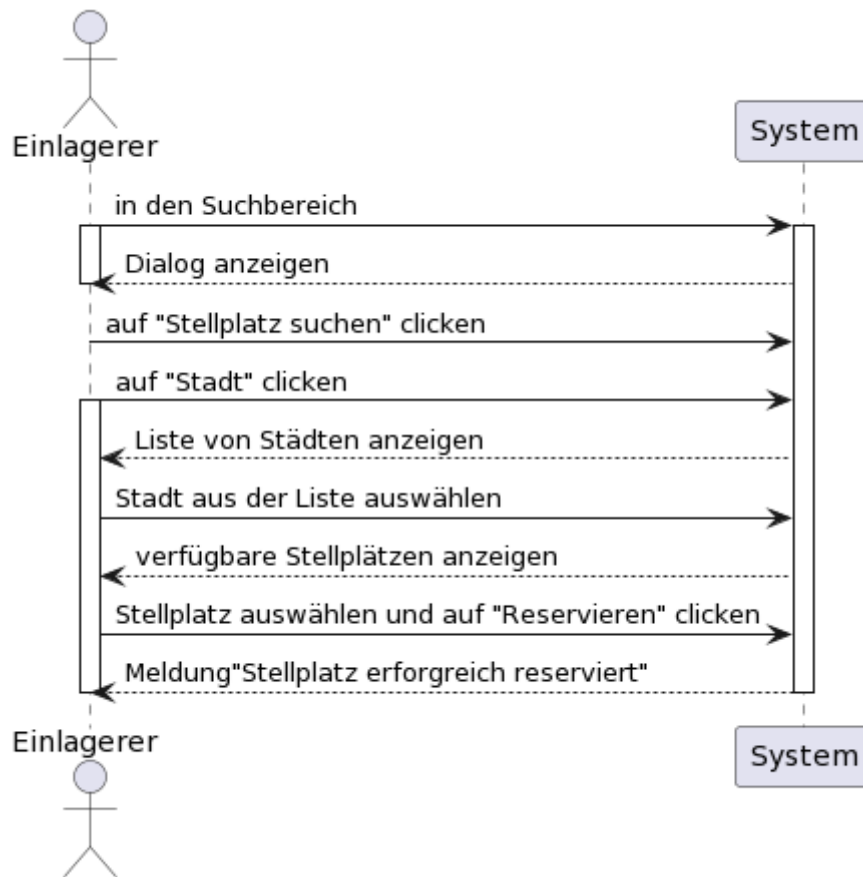 Einlagerer
System
in den Suchbereich
Dialog anzeigen
auf "Stellplatz suchen" clicken
auf "Stadt" clicken
Liste von Städten anzeigen
Stadt aus der Liste auswählen
verfügbare Stellplätzen anzeigen
Stellplatz auswählen und auf "Reservieren" clicken
Meldung"Stellplatz erforgreich reserviert"
Einlagerer
System